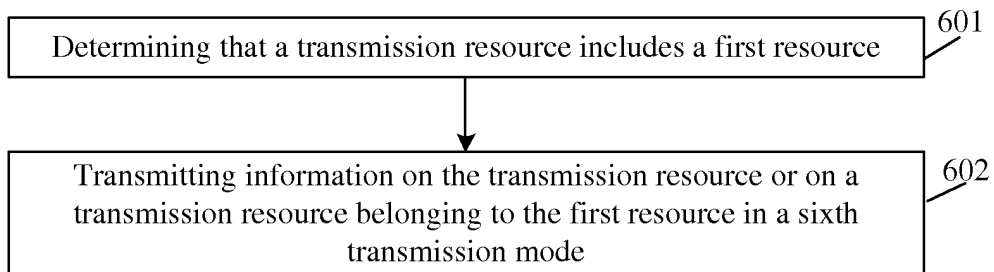 601
Determining that a transmission resource includes a first resource
602
Transmitting information on the transmission resource or on a
transmission resource belonging to the first resource in a sixth
transmission mode